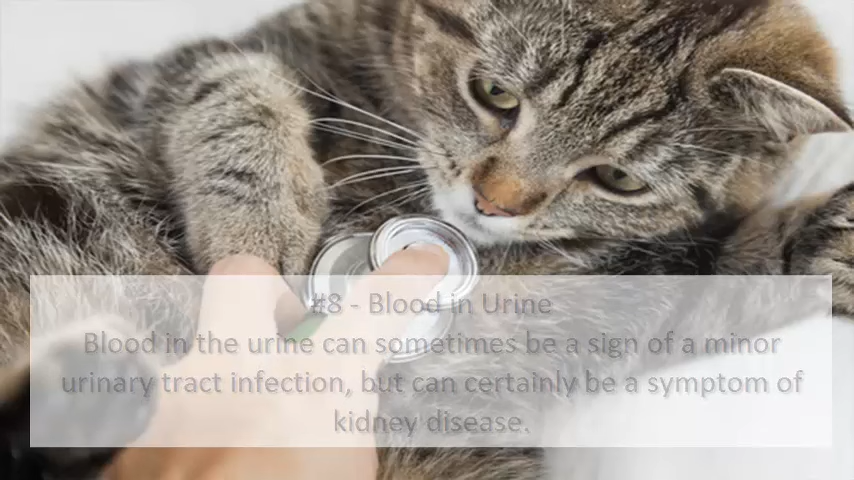 #8 - Blood in Urine
Blood in the urine can sometimes be a sign of a minor
urinary tract infection, but can certainly be a symptom of
kidney disease.